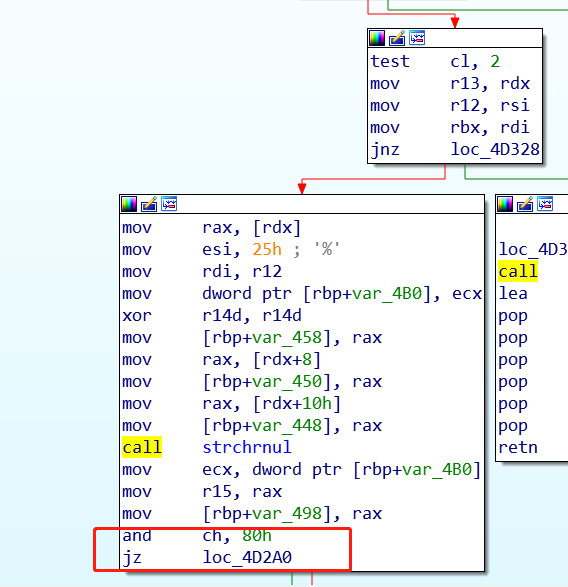 test cl, 2
mov r13, rdx
mov r12, rsi
mov rbx, rdi
jnz loc_4D328
mov rax, [rdx]
mov esi, 25h ; '%'
mov rdi, r12
mov dword ptr [rbp+var_4B0], ecx
xor r14d, r14d
mov [rbp+var_458], rax
mov rax, [rdx+8]
mov [rbp+var_450], rax
mov rax, [rdx+10h]
mov [rbp+var_448], rax
call strchrnul
mov ecx, dword ptr [rbp+var_4B0]
mov r15, rax
mov [rbp+var_498], rax
and ch, 80h
jz loc_4D2A0
loc_4D3
call
lea
pop
pop
pop
pop
pop
retn